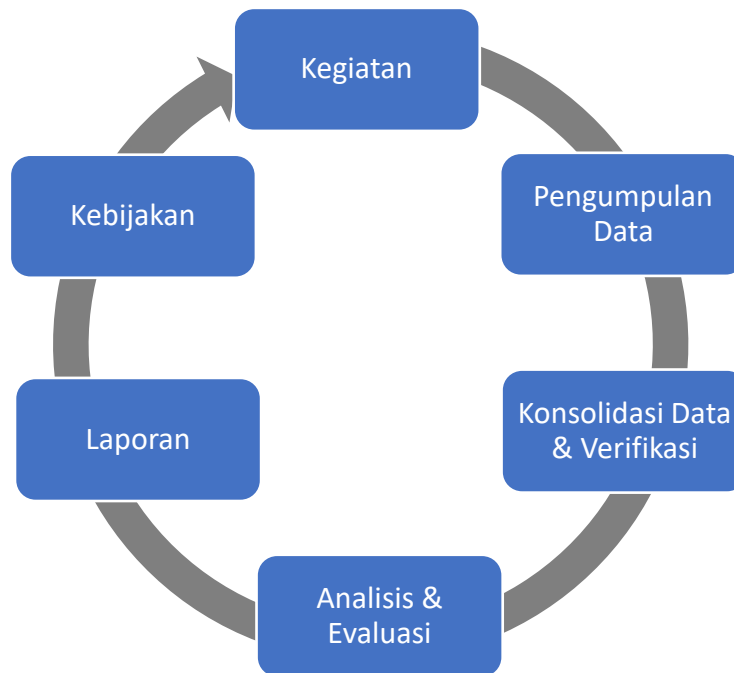 Kegiatan
Pengumpulan
Data
Konsolidasi Data
& Verifikasi
Analisis &
Evaluasi
Laporan
Kebijakan